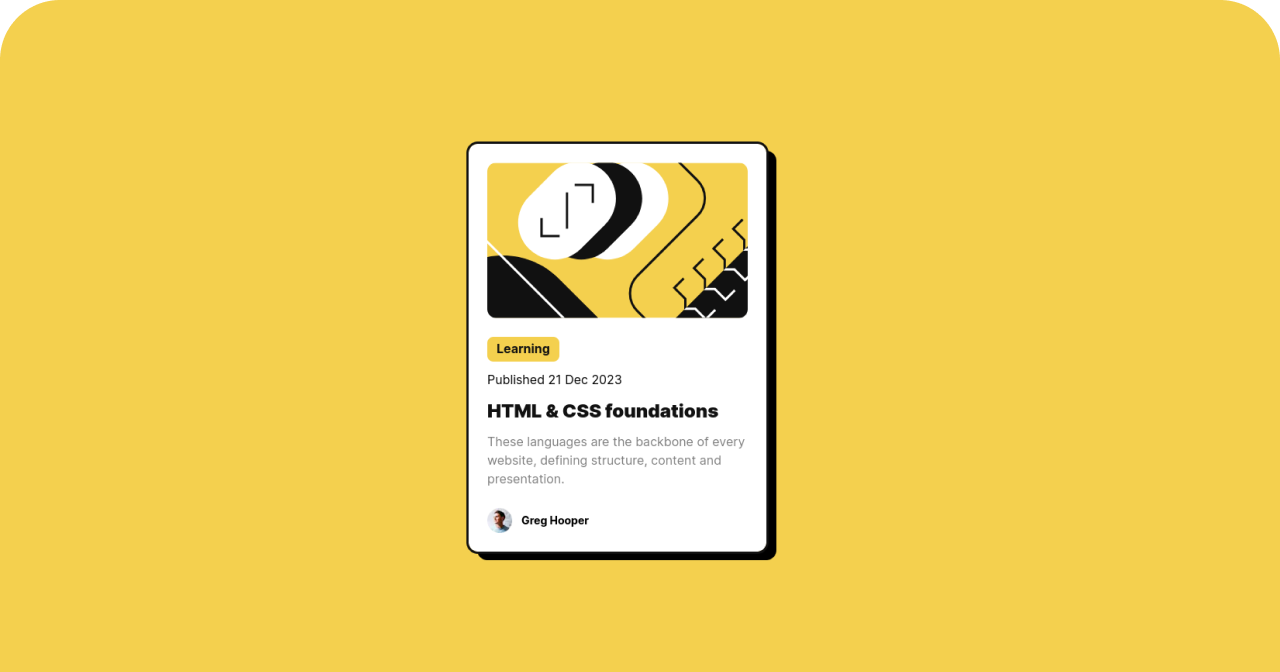 Learning
Published 21 Dec 2023
HTML & CSS foundations
These languages are the backbone of every
website, defining structure, content and
presentation.
Greg Hooper